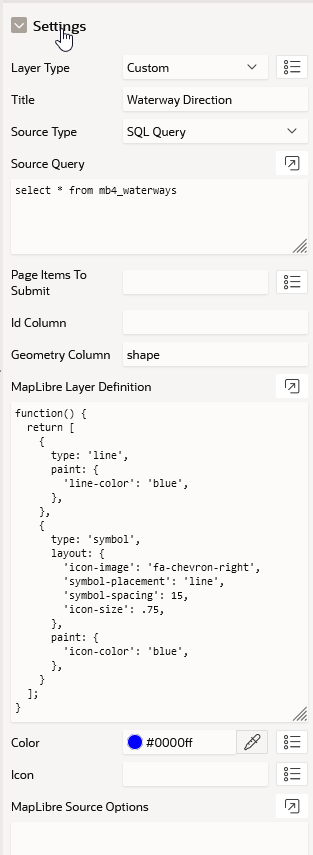 Settings
Layer Type Custom
Title Waterway Direction
Source Type SQL Query
Source Query
select * from mb4_waterways
Page Items To
Submit
Id Column
Geometry Column shape
MapLibre Layer Definition
function() {
  return [
    {
      type: 'line',
      paint: {
        'line-color': 'blue',
      },
    },
    {
      type: 'symbol',
      layout: {
        'icon-image': 'fa-chevron-right',
        'symbol-placement': 'line',
        'symbol-spacing': 15,
        'icon-size': .75,
      },
      paint: {
        'icon-color': 'blue',
      },
    }
  ];
}
Color #0000ff
Icon
MapLibre Source Options